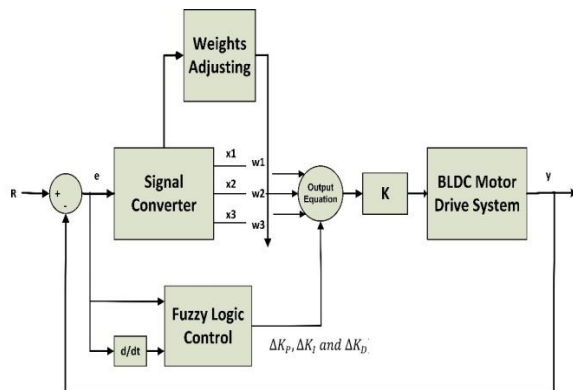 Weights
Adjusting
R
+
-
e
Signal
Converter
x1
x2
x3
w1
w2
w3
Output
Equation
K
BLDC Motor
Drive System
y
d/dt
Fuzzy Logic
Control
ΔK_P, ΔK_I and ΔK_D.